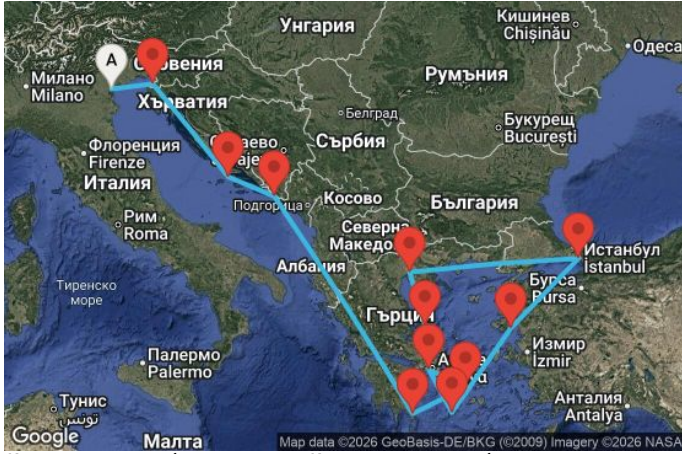 Унгария
Кишинев
Chișinău
Одеса
Словения
Милано
Milano
Румъния
Хърватия
Белград
Букурещ
București
Флоренция
Firenze
Сърбия
Италия
Подгорица
Косово
България
Рим
Roma
Северна
Македо
Истанбул
İstanbul
Албания
Бурса
Bursa
Тиренско
море
Гърция
Измир
İzmir
Палермо
Palermo
A
Анталия
Antalya
Тунис
تونس
Малта
Google
Map data ©2026 GeoBasis-DE/BKG (©2009) Imagery ©2026 NASA